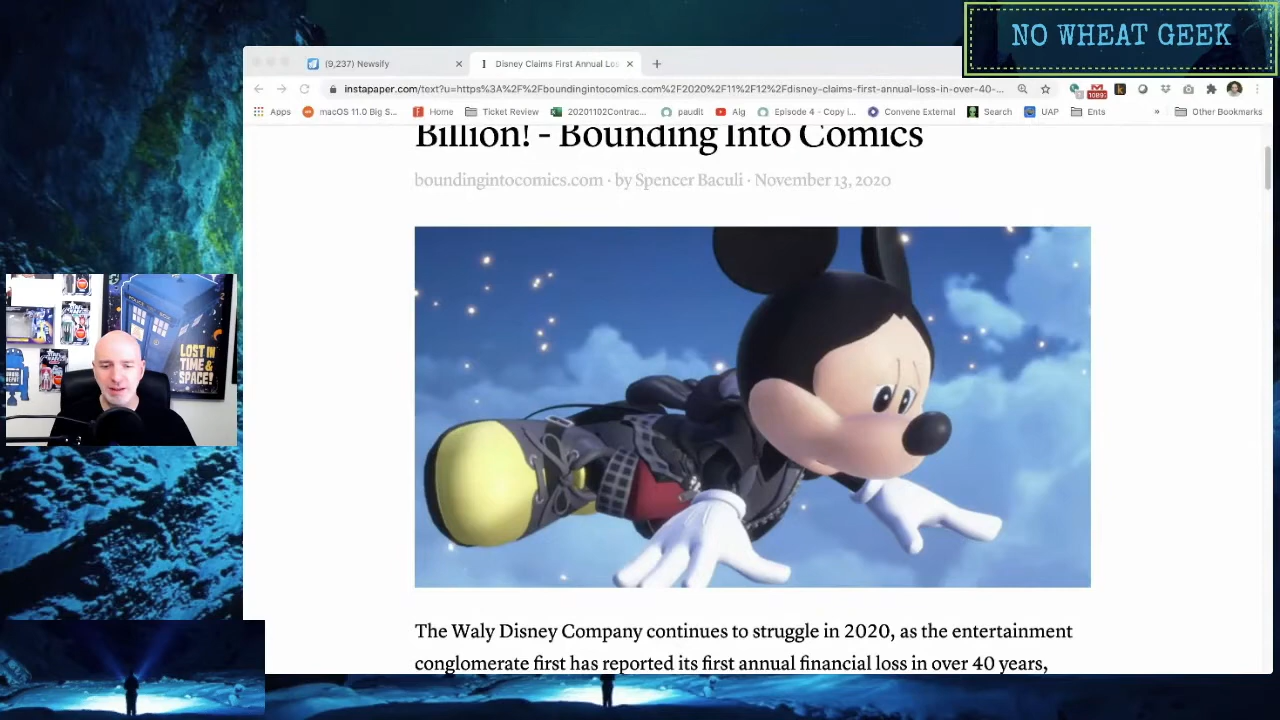 NO WHEAT GEEK
(9,237) Newsify
Disney Claims First Annual Los
instapaper.com/text?u=https%3A%2F%2Fboundingintocomics.com%2F2020%2F11%2F12%2Fdisney-claims-first-annual-loss-in-over-40-...
Apps macOS 11.0 Big S... Home Ticket Review 20201102Contrac... paudit Alg Episode 4 - Copy i... Convene External Search UAP Ents » Other Bookmarks
Billion! - Bounding Into Comics
boundingintocomics.com · by Spencer Baculi · November 13, 2020
LOST IN
TIME &
SPACE!
The Waly Disney Company continues to struggle in 2020, as the entertainment
conglomerate first has reported its first annual financial loss in over 40 years,